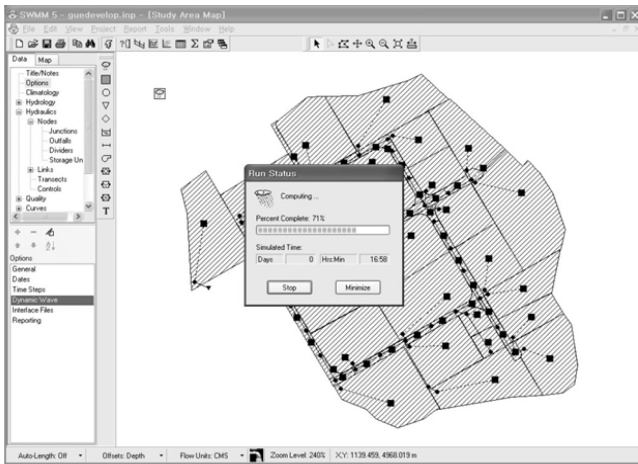 SWMM 5 - guedevelop.inp - [Study Area Map]
File Edit View Project Report Tools Window Help
Data Map
Title/Notes
Options
Climatology
Hydrology
Hydraulics
Nodes
Junctions
Outfalls
Dividers
Storage Un
Links
Transects
Controls
Quality
Curves
Options
General
Dates
Time Steps
Dynamic Wave
Interface Files
Reporting
T
Run Status
Computing ...
Percent Complete: 71%
Simulated Time:
Days 0 Hrs:Min 16:58
Stop Minimize
Auto-Length: Off Offsets: Depth Flow Units: CMS Zoom Level: 240% X,Y: 1139.459, 4968.019 m